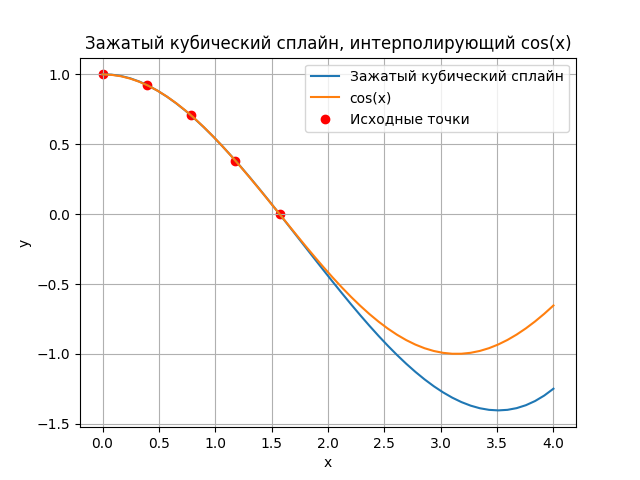 Зажатый кубический сплайн, интерполирующий cos(x)
Зажатый кубический сплайн
cos(x)
Исходные точки
1.0
0.5
0.0
−0.5
−1.0
−1.5
y
0.0 0.5 1.0 1.5 2.0 2.5 3.0 3.5 4.0
x